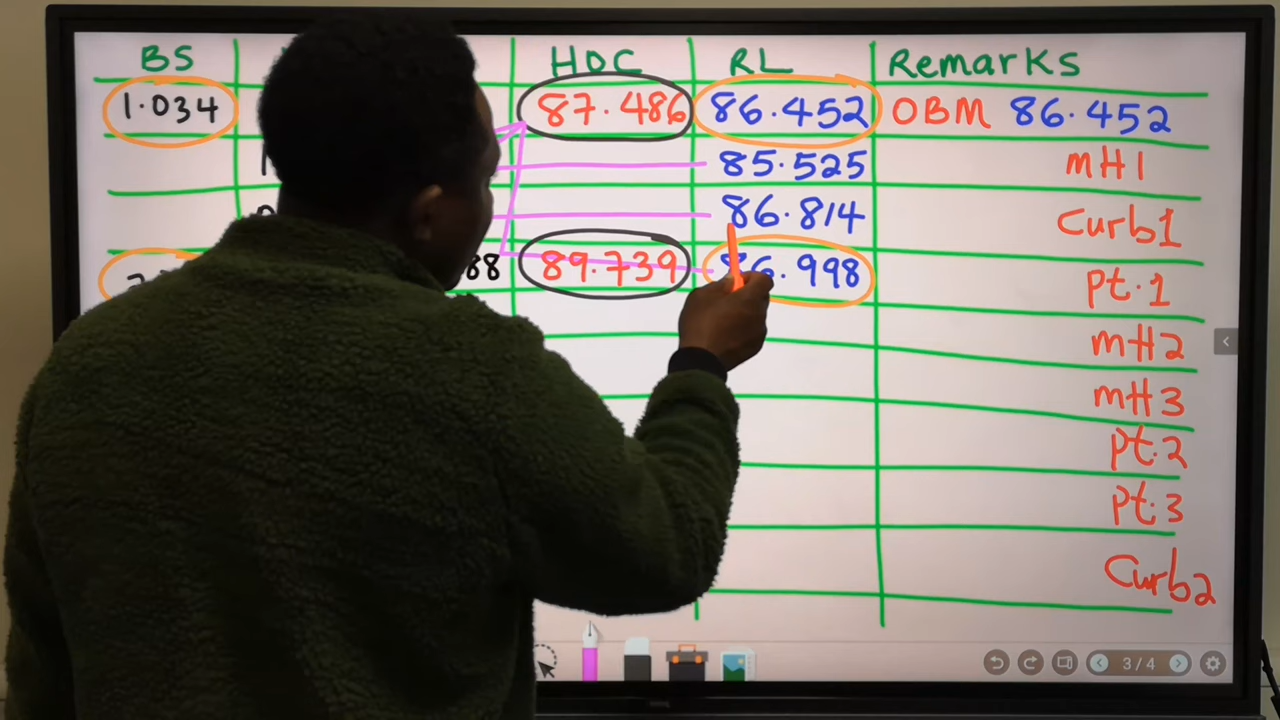 BS HOC RL Remarks
1.034 87.486 86.452 OBM 86.452
85.525 mH1
86.814 Curb1
88 89.739 86.998 pt.1
mH2
mH3
pt.2
pt.3
Curb2
3/4